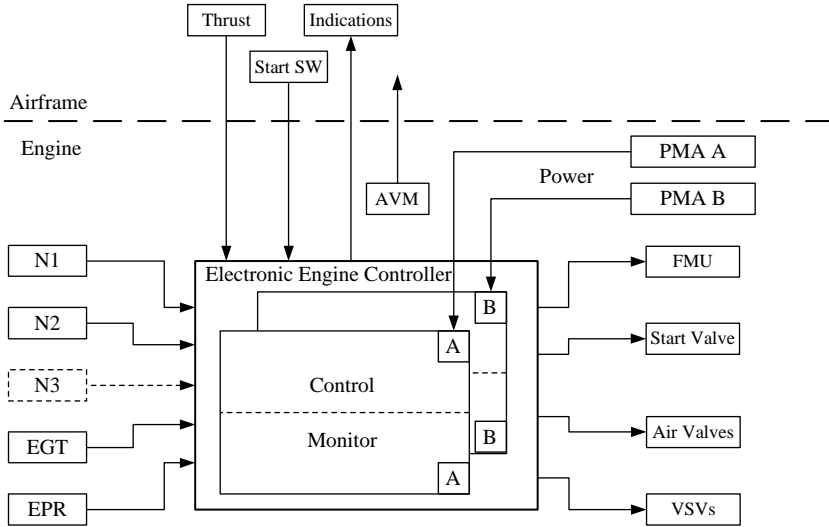 Thrust
Indications
Start SW
Airframe
Engine
PMA A
Power
AVM
PMA B
N1
Electronic Engine Controller
FMU
B
N2
A
Start Valve
N3
Control
EGT
Monitor
B
Air Valves
A
EPR
VSVs